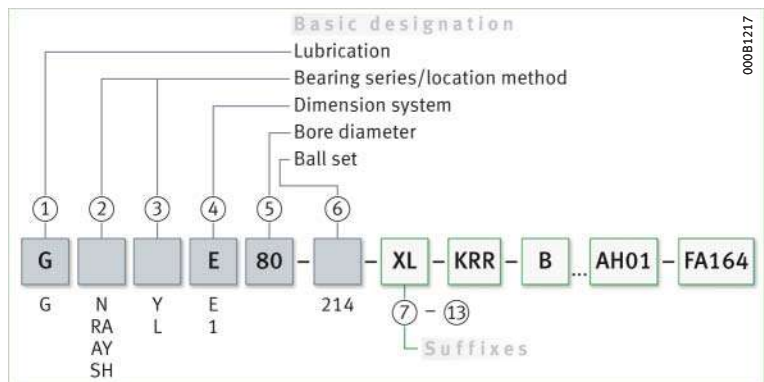 Basic designation
000B1217
Lubrication
Bearing series/location method
Dimension system
Bore diameter
Ball set
① ② ③ ④ ⑤ ⑥
G E 80 – – XL – KRR – B ... AH01 – FA164
G N Y E 214 ⑦ – ⑬
RA L 1
AY Suffixes
SH